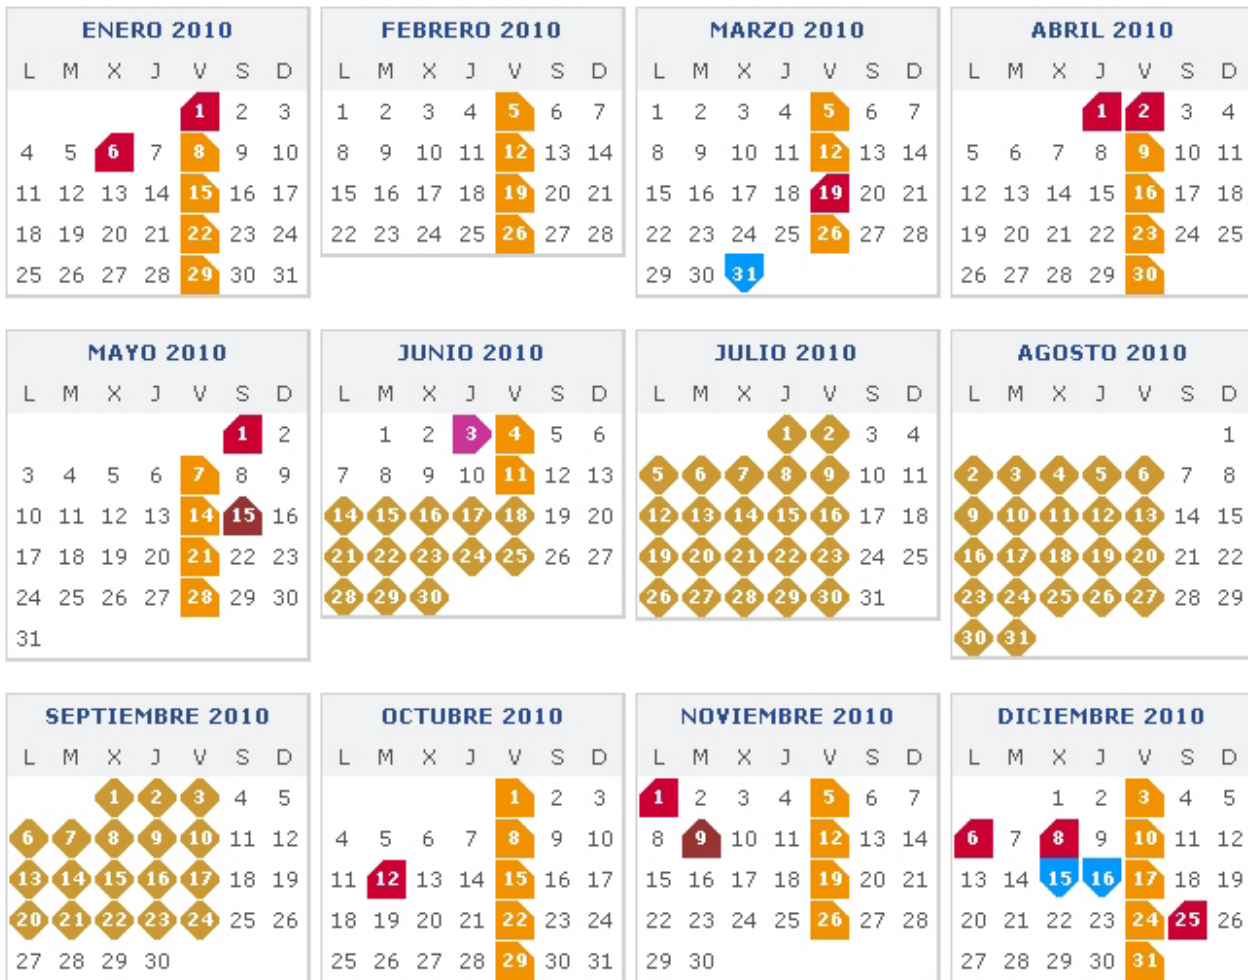 ENERO 2010
L M X J V S D
1 2 3
4 5 6 7 8 9 10
11 12 13 14 15 16 17
18 19 20 21 22 23 24
25 26 27 28 29 30 31
FEBRERO 2010
L M X J V S D
1 2 3 4 5 6 7
8 9 10 11 12 13 14
15 16 17 18 19 20 21
22 23 24 25 26 27 28
MARZO 2010
L M X J V S D
1 2 3 4 5 6 7
8 9 10 11 12 13 14
15 16 17 18 19 20 21
22 23 24 25 26 27 28
29 30 31
ABRIL 2010
L M X J V S D
1 2 3 4
5 6 7 8 9 10 11
12 13 14 15 16 17 18
19 20 21 22 23 24 25
26 27 28 29 30
MAYO 2010
L M X J V S D
1 2
3 4 5 6 7 8 9
10 11 12 13 14 15 16
17 18 19 20 21 22 23
24 25 26 27 28 29 30
31
JUNIO 2010
L M X J V S D
1 2 3 4 5 6
7 8 9 10 11 12 13
14 15 16 17 18 19 20
21 22 23 24 25 26 27
28 29 30
JULIO 2010
L M X J V S D
1 2 3 4
5 6 7 8 9 10 11
12 13 14 15 16 17 18
19 20 21 22 23 24 25
26 27 28 29 30 31
AGOSTO 2010
L M X J V S D
1
2 3 4 5 6 7 8
9 10 11 12 13 14 15
16 17 18 19 20 21 22
23 24 25 26 27 28 29
30 31
SEPTIEMBRE 2010
L M X J V S D
1 2 3 4 5
6 7 8 9 10 11 12
13 14 15 16 17 18 19
20 21 22 23 24 25 26
27 28 29 30
OCTUBRE 2010
L M X J V S D
1 2 3
4 5 6 7 8 9 10
11 12 13 14 15 16 17
18 19 20 21 22 23 24
25 26 27 28 29 30 31
NOVIEMBRE 2010
L M X J V S D
1 2 3 4 5 6 7
8 9 10 11 12 13 14
15 16 17 18 19 20 21
22 23 24 25 26 27 28
29 30
DICIEMBRE 2010
L M X J V S D
1 2 3 4 5
6 7 8 9 10 11 12
13 14 15 16 17 18 19
20 21 22 23 24 25 26
27 28 29 30 31